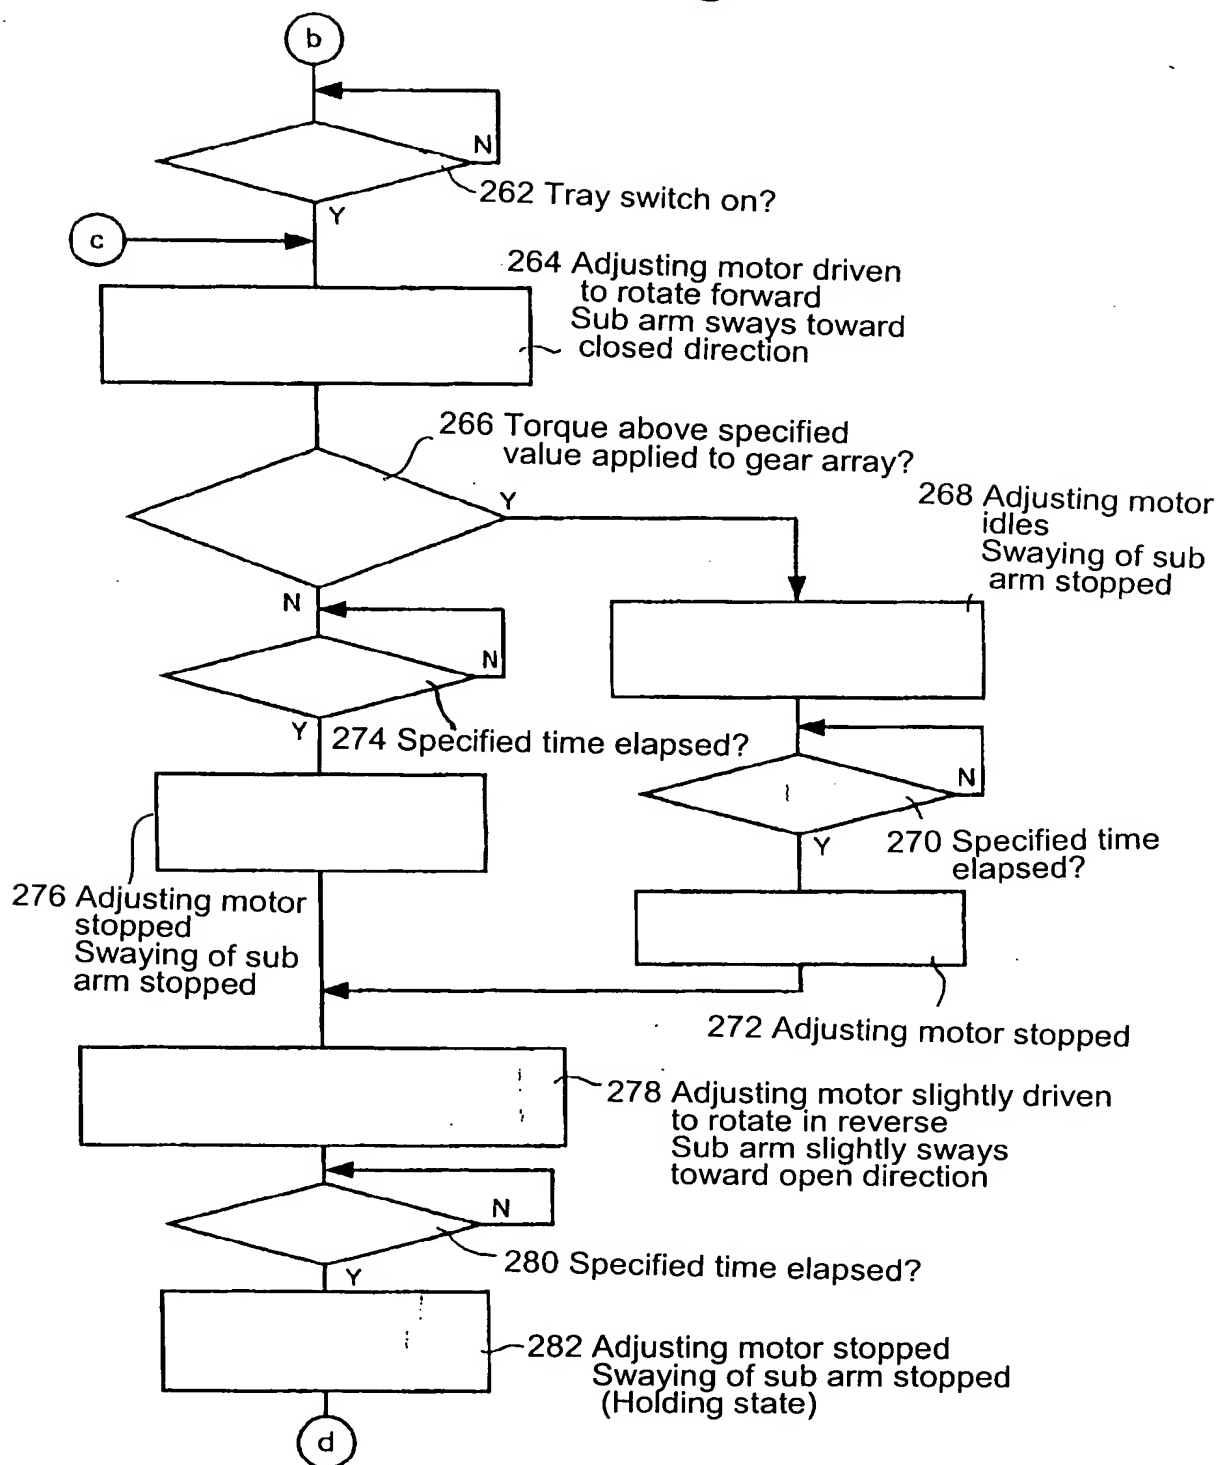 b
N
262 Tray switch on?
Y
c
264 Adjusting motor driven
to rotate forward
Sub arm sways toward
closed direction
266 Torque above specified
value applied to gear array?
Y
268 Adjusting motor
idles
Swaying of sub
arm stopped
N
N
Y
274 Specified time elapsed?
N
270 Specified time
elapsed?
Y
276 Adjusting motor
stopped
Swaying of sub
arm stopped
272 Adjusting motor stopped
278 Adjusting motor slightly driven
to rotate in reverse
Sub arm slightly sways
toward open direction
N
280 Specified time elapsed?
Y
282 Adjusting motor stopped
Swaying of sub arm stopped
(Holding state)
d